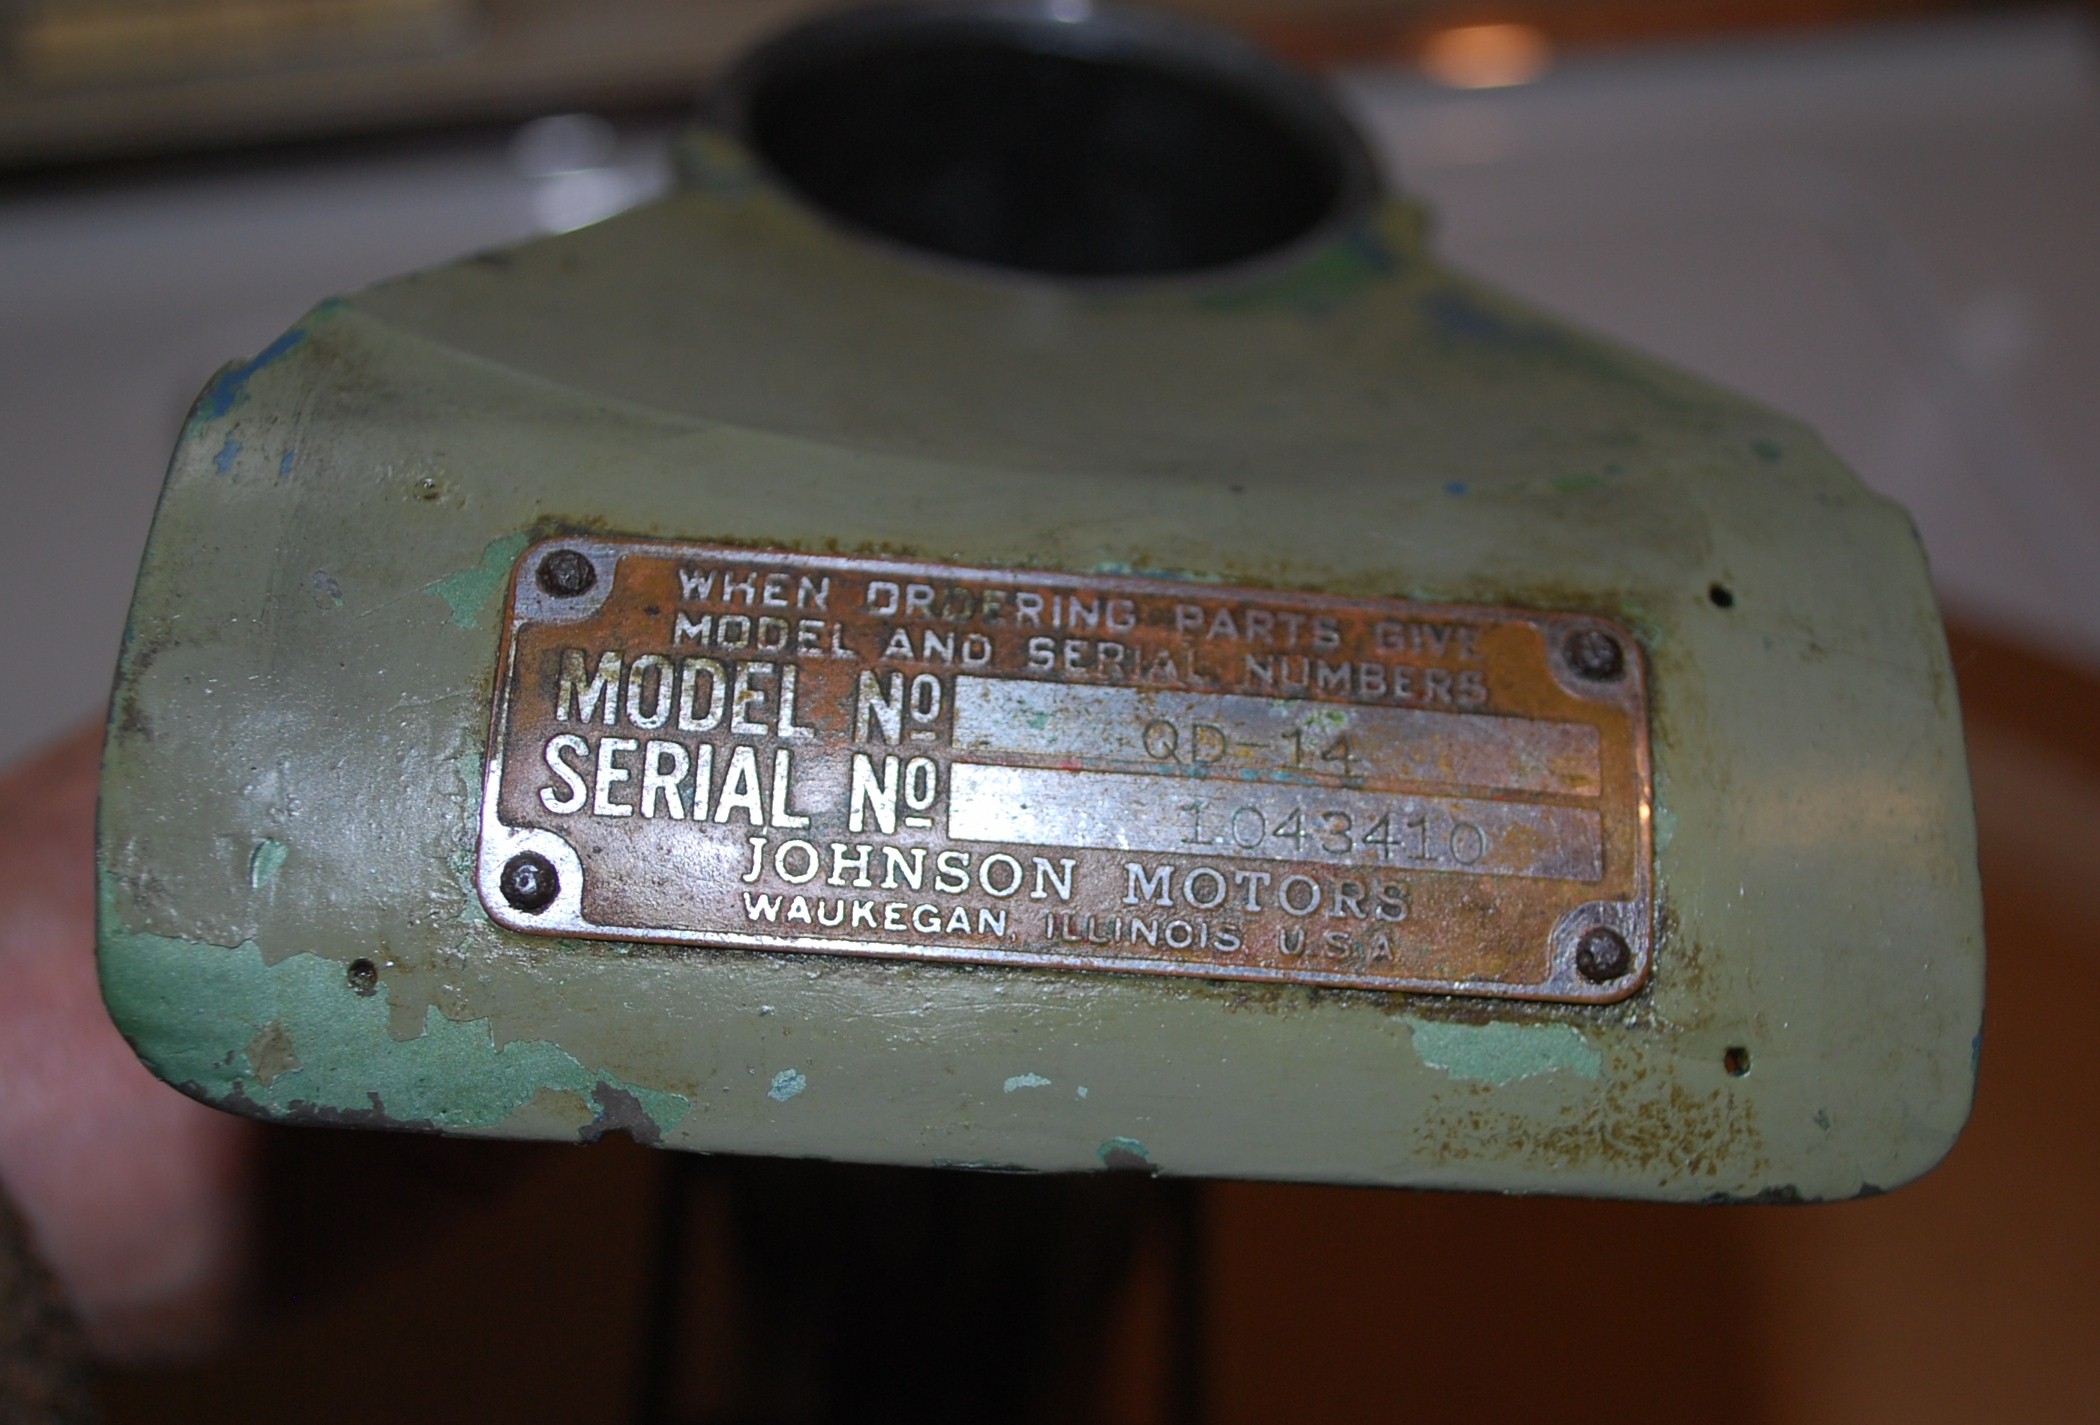 WHEN ORDERING PARTS GIVE
MODEL AND SERIAL NUMBERS
MODEL Nº QD-14
SERIAL Nº 1043410
JOHNSON MOTORS
WAUKEGAN, ILLINOIS, U.S.A